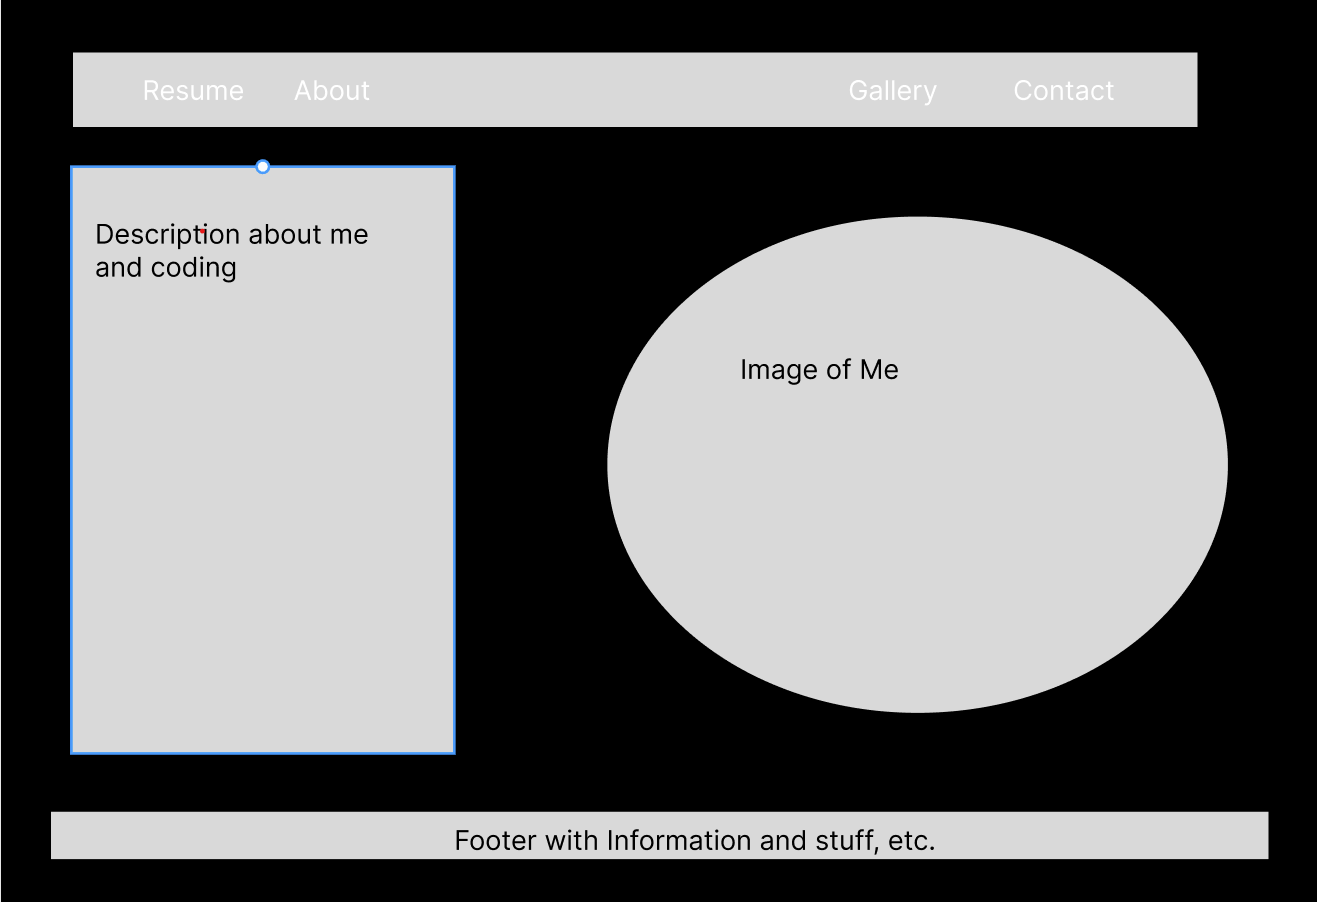 Resume About Gallery Contact
Description about me
and coding
Image of Me
Footer with Information and stuff, etc.